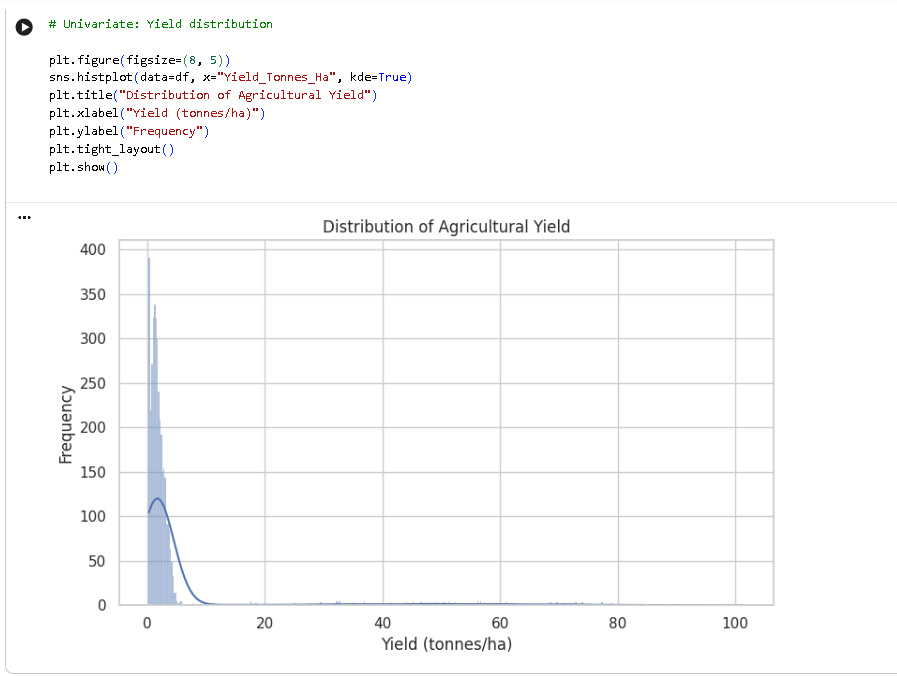 # Univariate: Yield distribution
plt.figure(figsize=(8, 5))
sns.histplot(data=df, x="Yield_Tonnes_Ha", kde=True)
plt.title("Distribution of Agricultural Yield")
plt.xlabel("Yield (tonnes/ha)")
plt.ylabel("Frequency")
plt.tight_layout()
plt.show()
...
Distribution of Agricultural Yield
400
350
300
250
200
150
100
50
0
Frequency
0 20 40 60 80 100
Yield (tonnes/ha)